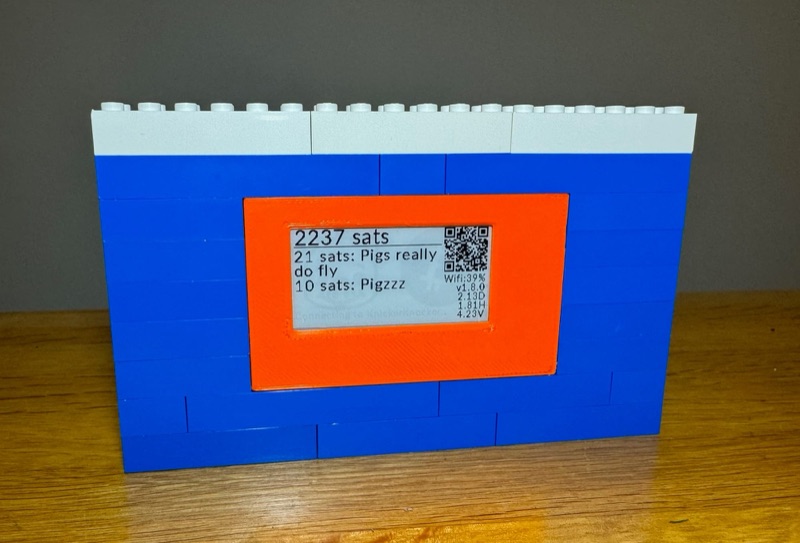 2237 sats
21 sats: Pigs really
do fly
10 sats: Pigzzz
Wifi:39%
v1.8.0
2.13D
1.81H
4.23V